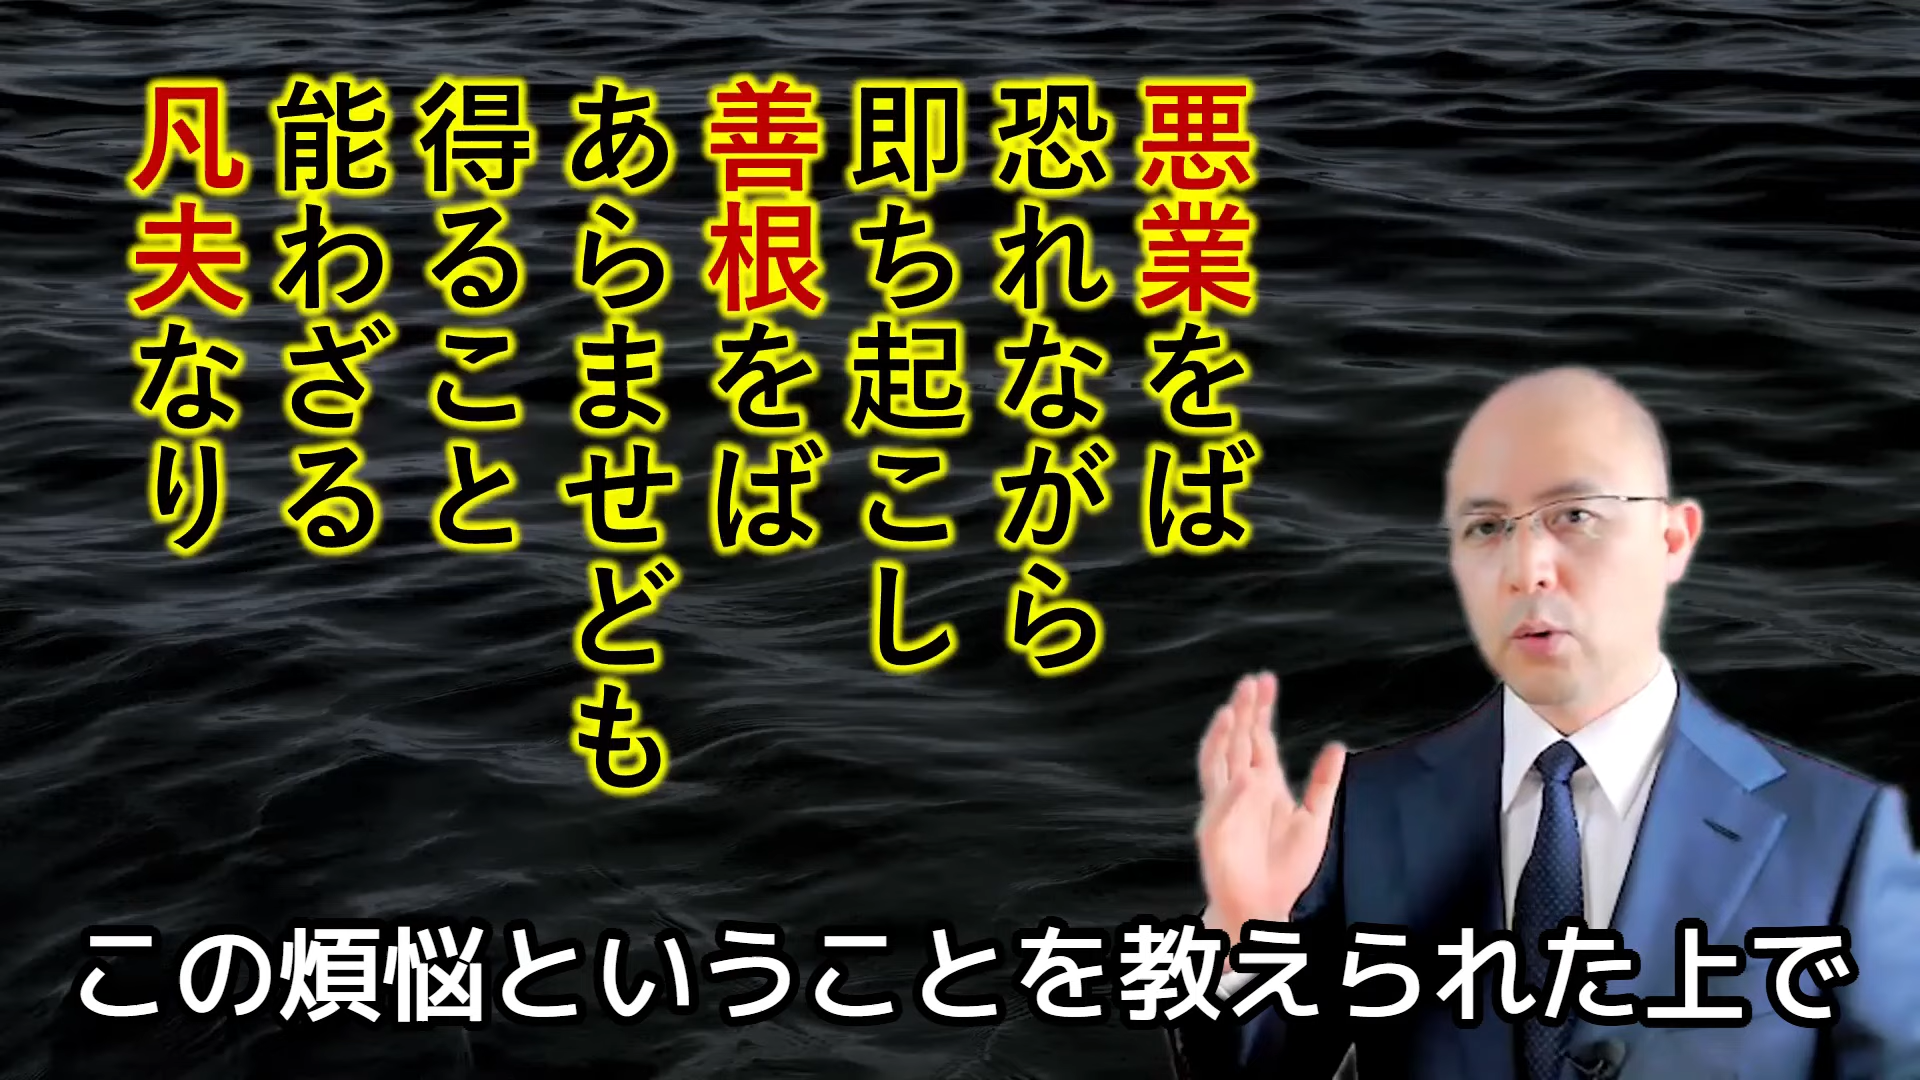 悪業をば
恐れながら
即ち起こし
善根をば
あらませども
得ること
能わざる
凡夫なり
この煩悩ということを教えられた上で